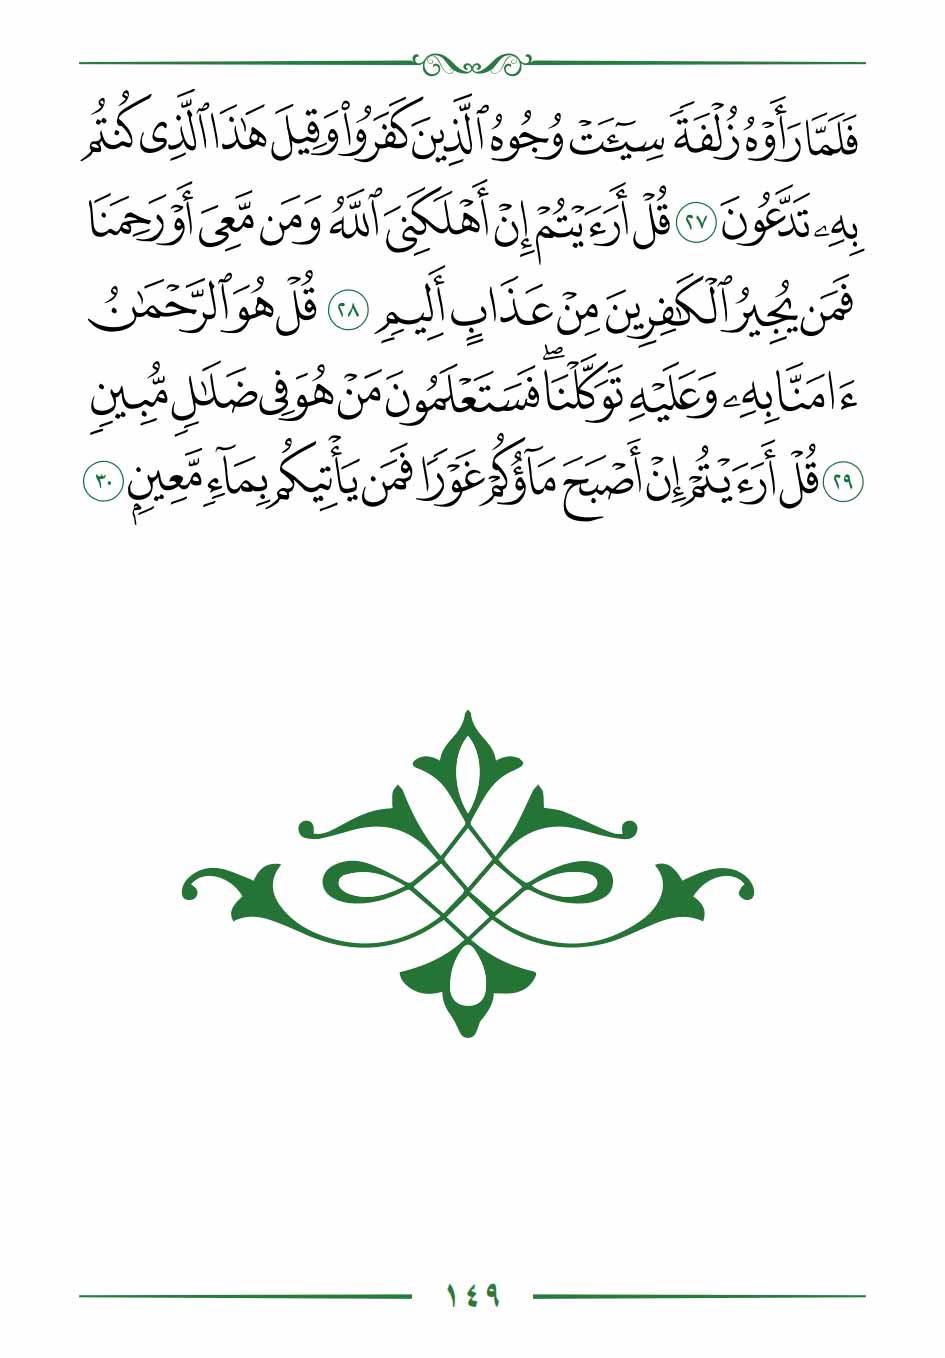 فَلَمَّا رَأَوْهُ زُلْفَةً سِيٓـَٔتْ وُجُوهُ ٱلَّذِينَ كَفَرُوا۟ وَقِيلَ هَٰذَا ٱلَّذِى كُنتُم
بِهِۦ تَدَّعُونَ ٢٧ قُلْ أَرَءَيْتُمْ إِنْ أَهْلَكَنِىَ ٱللَّهُ وَمَن مَّعِىَ أَوْ رَحِمَنَا
فَمَن يُجِيرُ ٱلْكَٰفِرِينَ مِنْ عَذَابٍ أَلِيمٍ ٢٨ قُلْ هُوَ ٱلرَّحْمَٰنُ
ءَامَنَّا بِهِۦ وَعَلَيْهِ تَوَكَّلْنَا ۖ فَسَتَعْلَمُونَ مَنْ هُوَ فِى ضَلَٰلٍ مُّبِينٍ
٢٩ قُلْ أَرَءَيْتُمْ إِنْ أَصْبَحَ مَآؤُكُمْ غَوْرًا فَمَن يَأْتِيكُم بِمَآءٍ مَّعِينٍۭ ٣٠
١٤٩